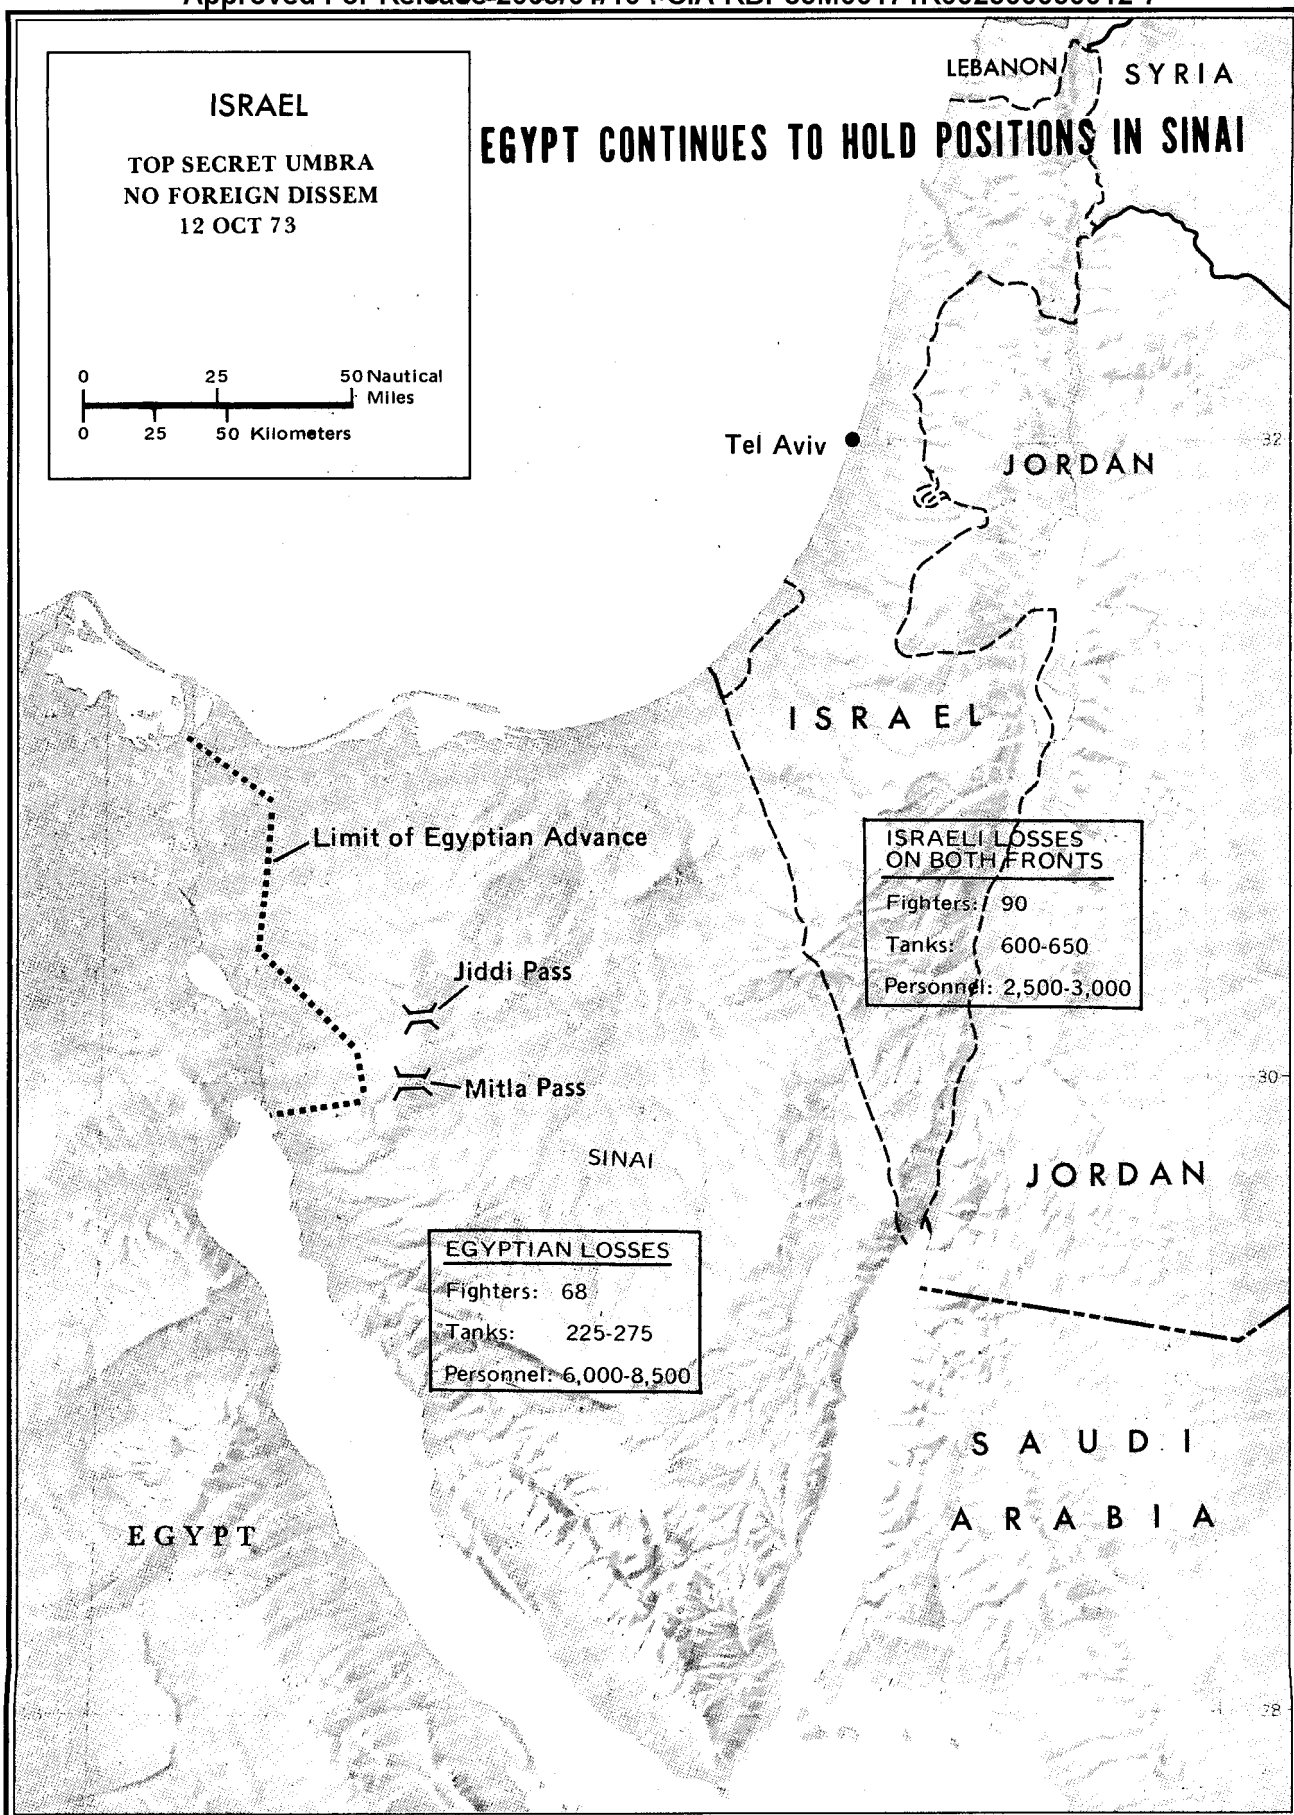 ISRAEL
TOP SECRET UMBRA
NO FOREIGN DISSEM
12 OCT 73
0 25 50 Nautical
Miles
0 25 50 Kilometers
LEBANON
SYRIA
EGYPT CONTINUES TO HOLD POSITIONS IN SINAI
Tel Aviv
32
JORDAN
ISRAEL
Limit of Egyptian Advance
ISRAELI LOSSES
ON BOTH FRONTS
Fighters: 90
Tanks: 600-650
Personnel: 2,500-3,000
Jiddi Pass
Mitla Pass
30
SINAI
JORDAN
EGYPTIAN LOSSES
Fighters: 68
Tanks: 225-275
Personnel: 6,000-8,500
SAUDI
ARABIA
EGYPT